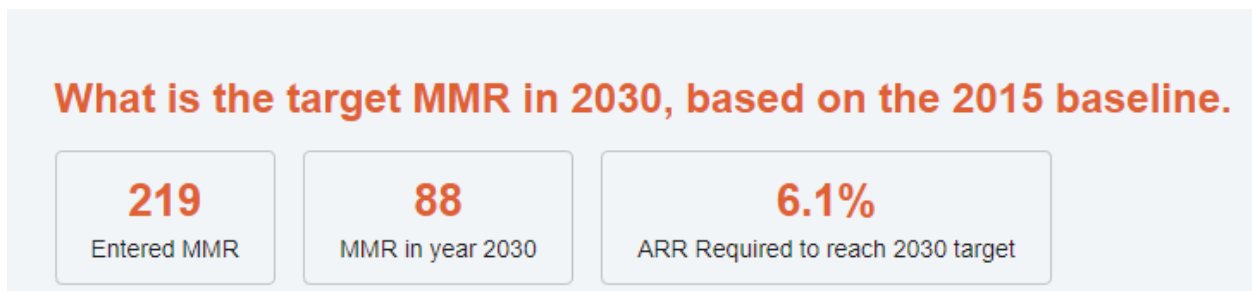 What is the target MMR in 2030, based on the 2015 baseline.
219 88 6.1%
Entered MMR MMR in year 2030 ARR Required to reach 2030 target